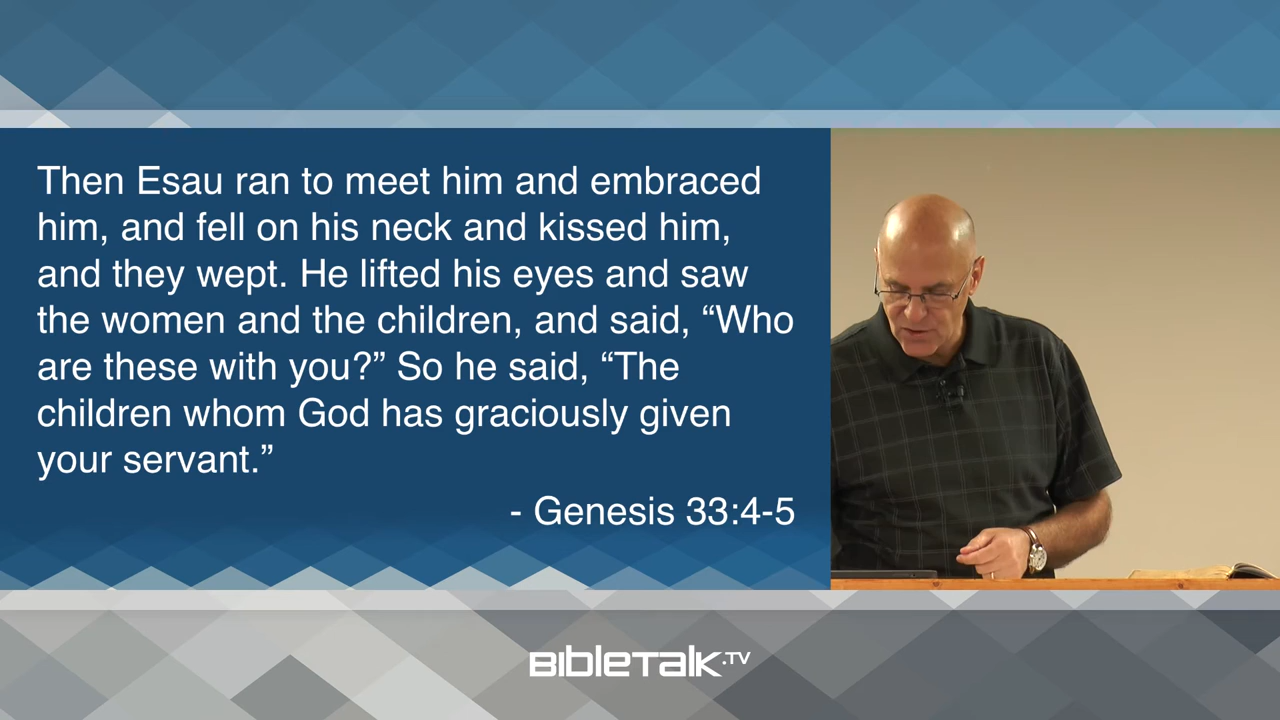 Then Esau ran to meet him and embraced
him, and fell on his neck and kissed him,
and they wept. He lifted his eyes and saw
the women and the children, and said, “Who
are these with you?” So he said, “The
children whom God has graciously given
your servant.”
- Genesis 33:4-5
BIBLETALK.TV